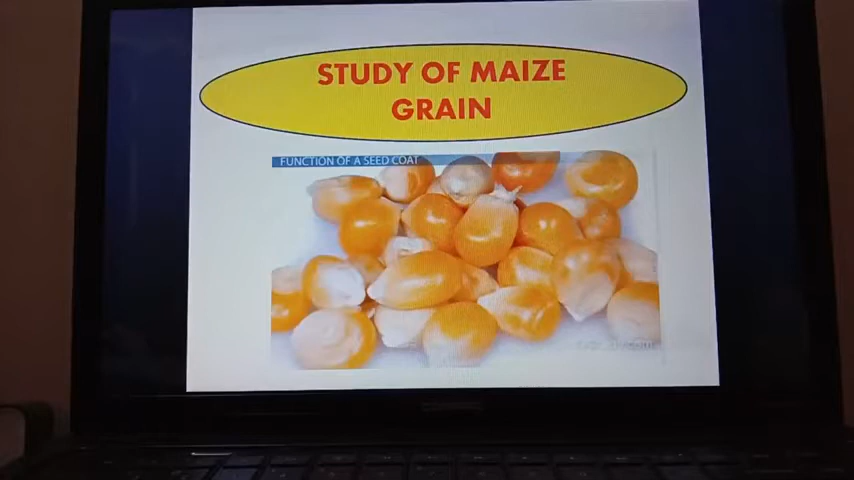 STUDY OF MAIZE
GRAIN
FUNCTION OF A SEED COAT